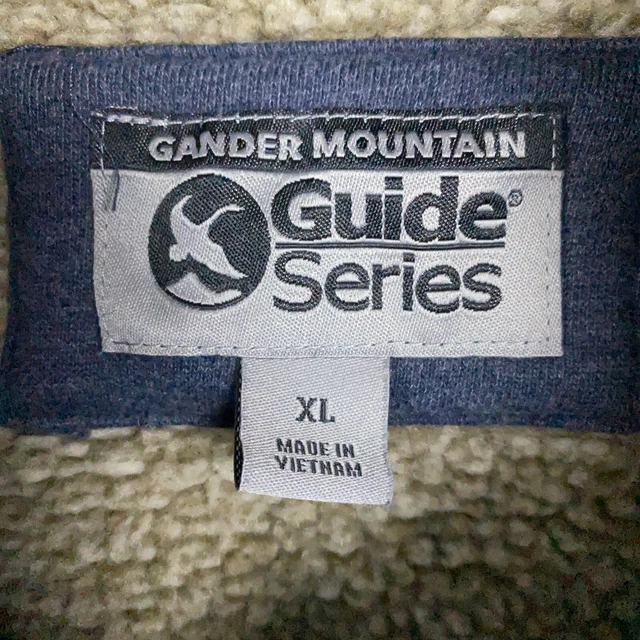 GANDER MOUNTAIN
Guide®
Series
XL
MADE IN
VIETNAM